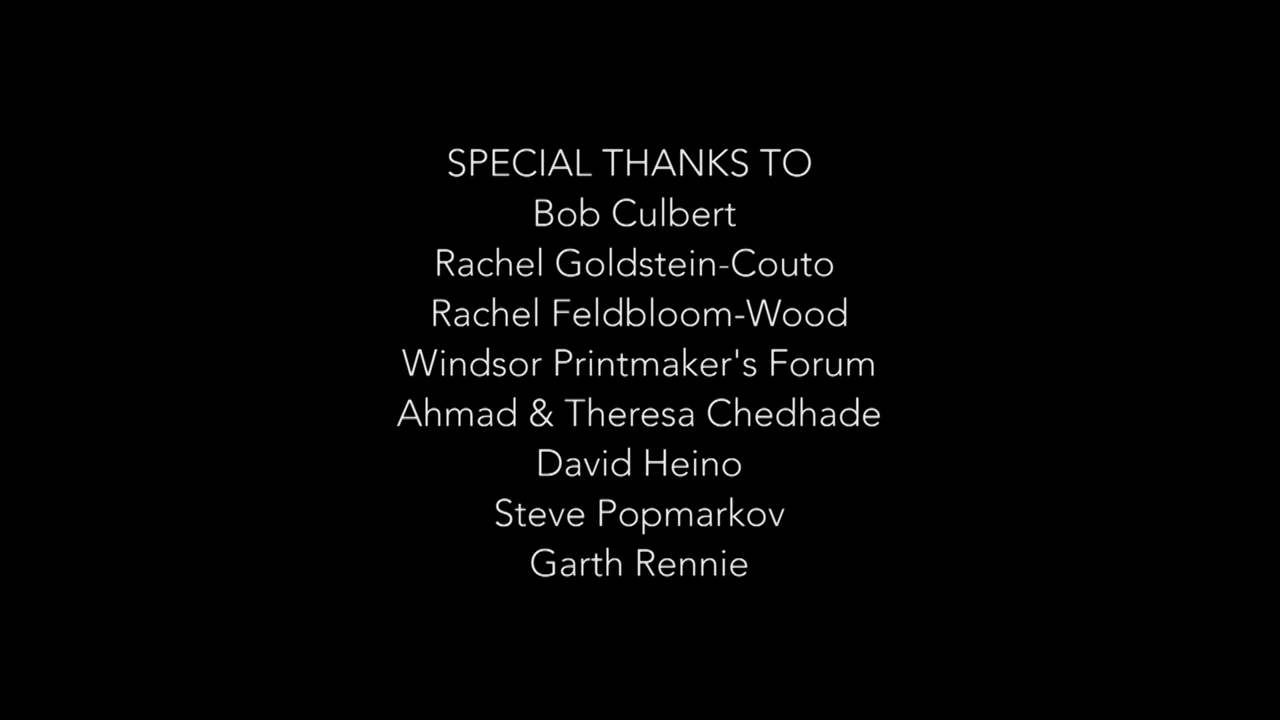 SPECIAL THANKS TO
Bob Culbert
Rachel Goldstein-Couto
Rachel Feldbloom-Wood
Windsor Printmaker's Forum
Ahmad & Theresa Chedhade
David Heino
Steve Popmarkov
Garth Rennie